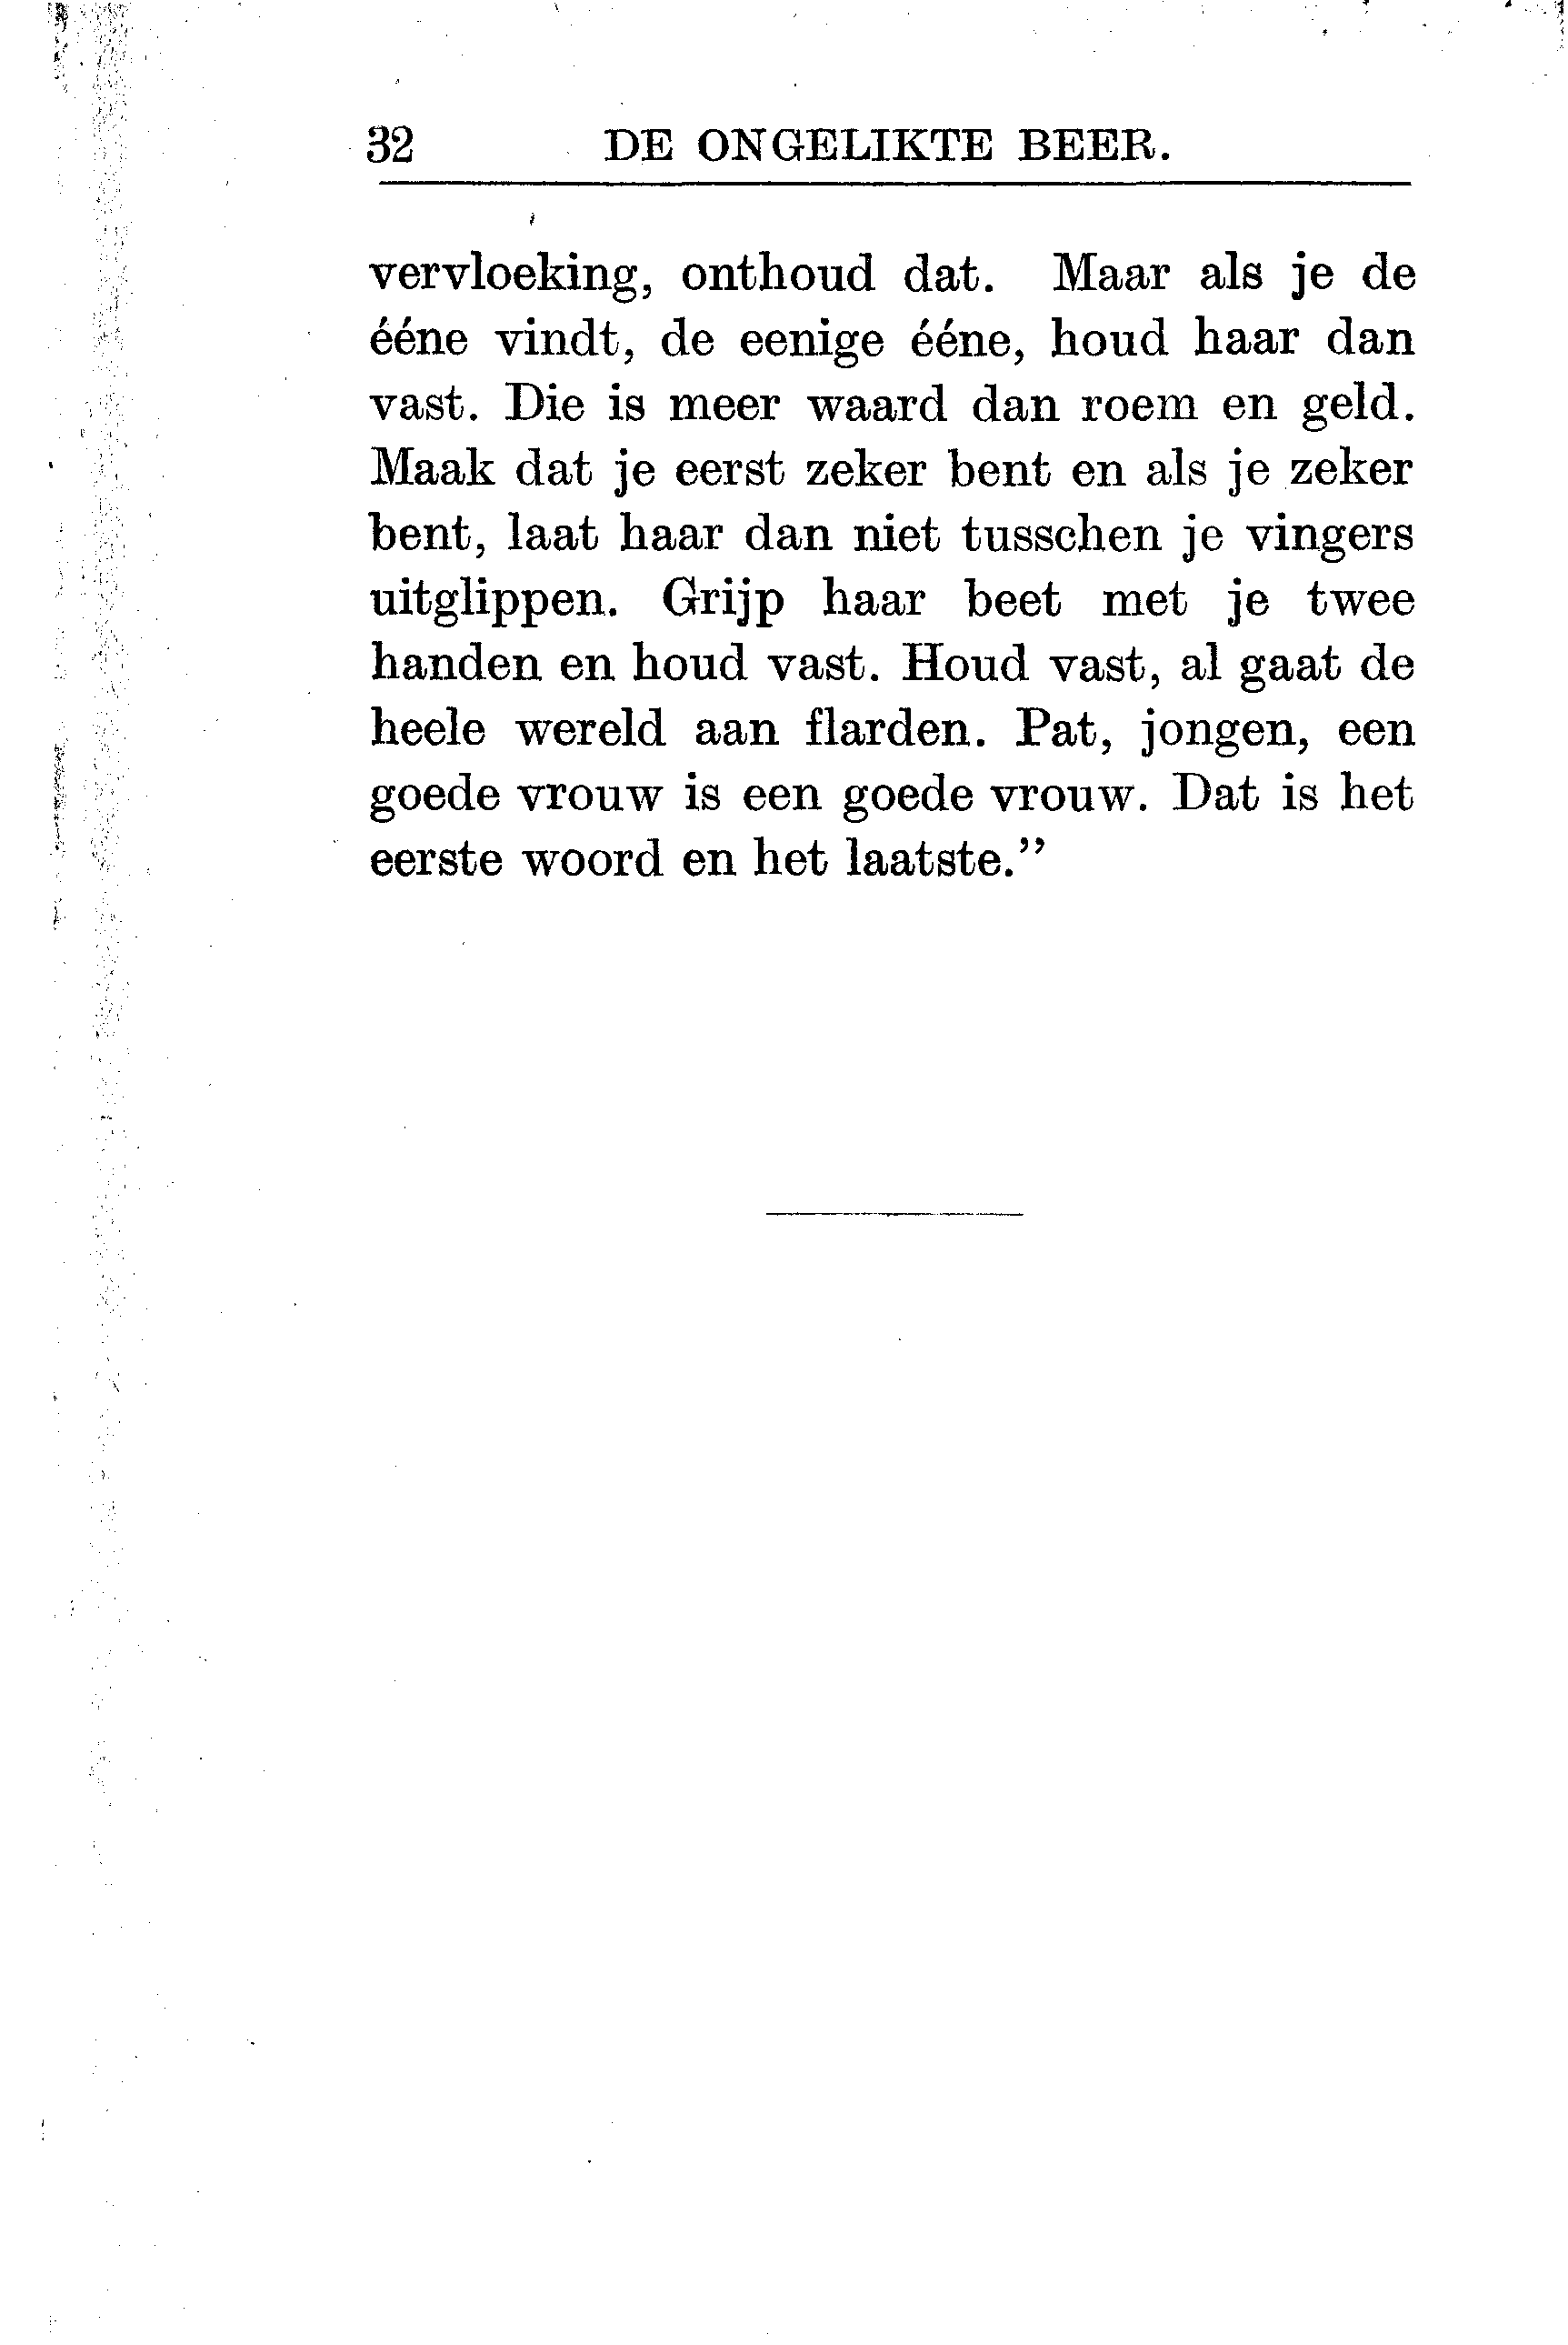 32 DE ONGELIKTE BEER.
vervloeking, onthoud dat. Maar als je de
ééne vindt, de eenige ééne, houd haar dan
vast. Die is meer waard dan roem en geld.
Maak dat je eerst zeker bent en als je zeker
bent, laat haar dan niet tusschen je vingers
uitglippen. Grijp haar beet met je twee
handen en houd vast. Houd vast, al gaat de
heele wereld aan flarden. Pat, jongen, een
goede vrouw is een goede vrouw. Dat is het
eerste woord en het laatste.”